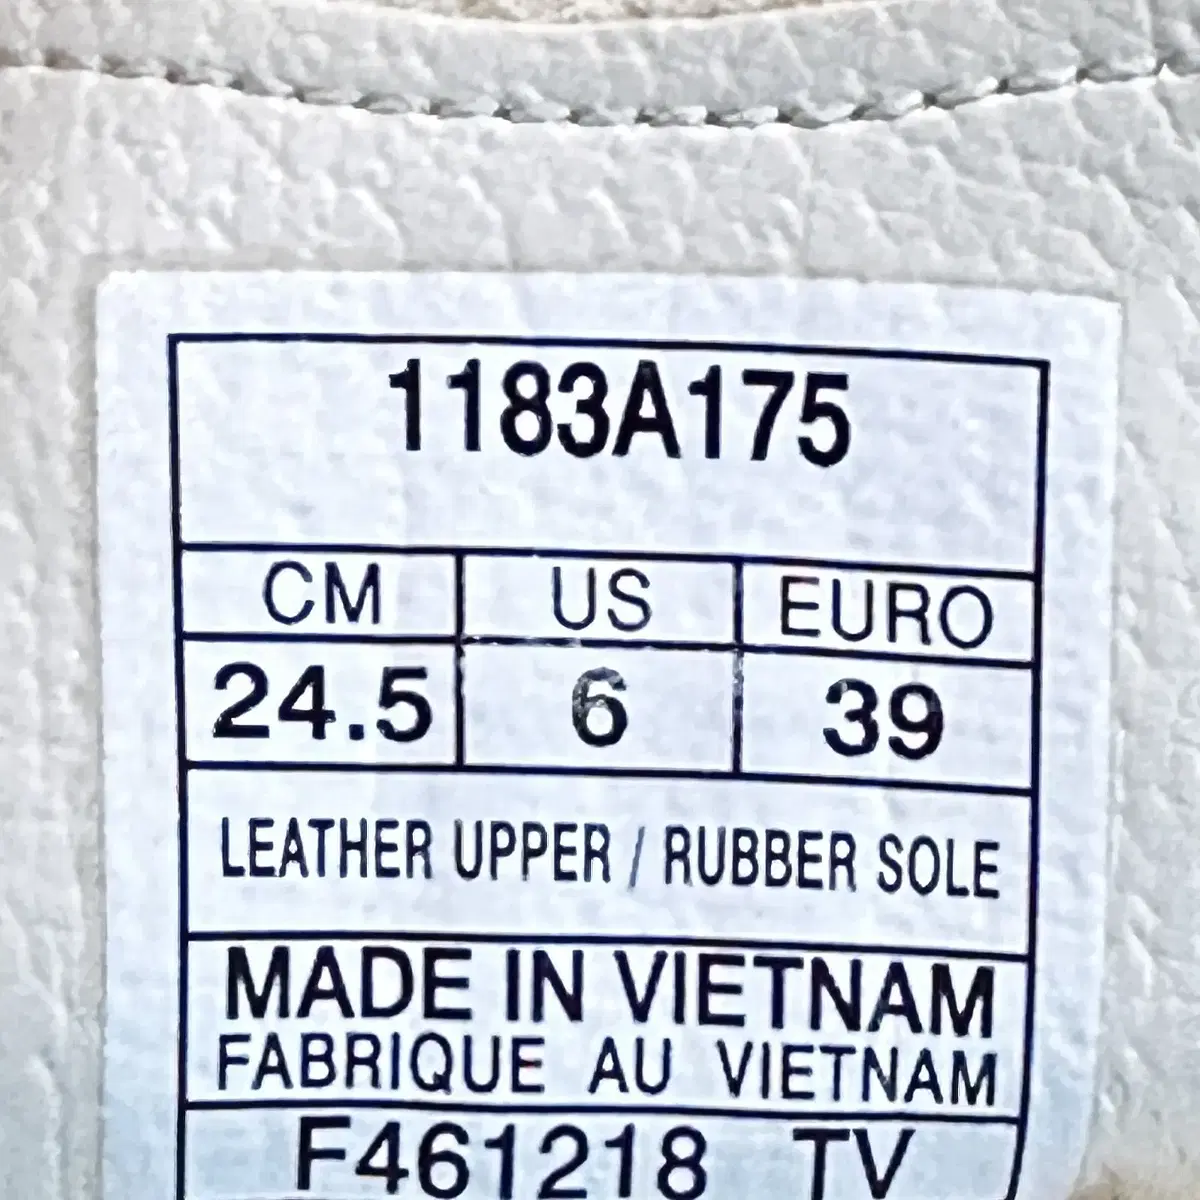 1183A175
CM US EURO
24.5 6 39
LEATHER UPPER / RUBBER SOLE
MADE IN VIETNAM
FABRIQUE AU VIETNAM
F461218 TV